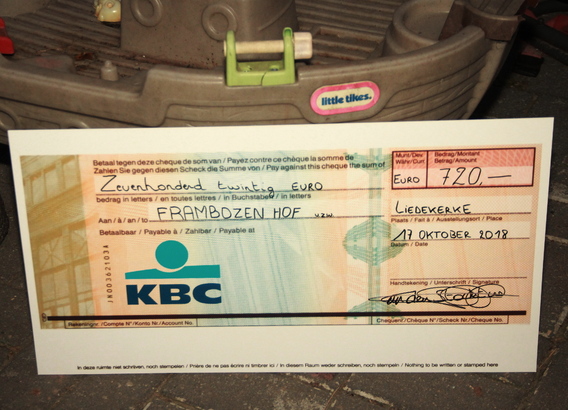 little tikes.
Betaal tegen deze cheque de som van / Payez contre ce chèque la somme de
Zahlen Sie gegen diesen Scheck die Summe von / Pay against this cheque the sum of
Zevenhonderd twintig EURO
bedrag in letters / en toutes lettres / in Buchstaben / in letters
Aan / à / an / to FRAMBOZEN HOF vzw.
Betaalbaar / Payable à / Zahlbar / Payable at
Munt/Dev
Währ/Curr
Bedrag/Montant
Betrag/Amount
EURO 720,—
LIEDEKERKE
Plaats / Fait à / Ausstellungsort / Place
17 OKTOBER 2018
Datum / Date
Handtekening / Unterschrift / Signature
JK00362103A
KBC
Rekeningnr./Compte N°/Konto Nr./Account No.
Chequenr./Chèque N°/Scheck Nr./Cheque No.
In deze ruimte niet schrijven, noch stempelen / Prière de ne pas écrire ni timbrer ici / In diesem Raum weder schreiben, noch stempeln / Nothing to be written or stamped here